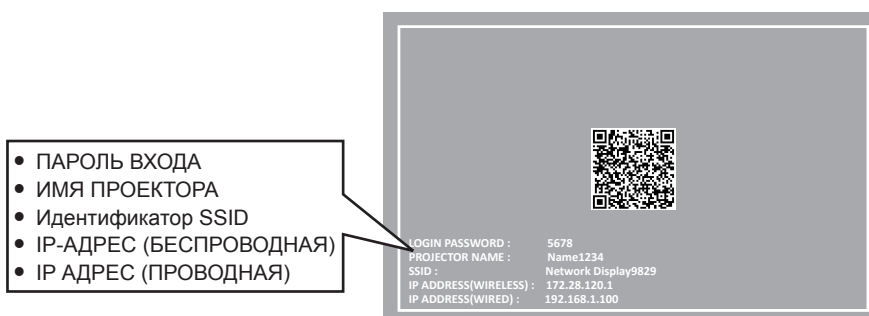 • ПАРОЛЬ ВХОДА
• ИМЯ ПРОЕКТОРА
• Идентификатор SSID
• IP-АДРЕС (БЕСПРОВОДНАЯ)
• IP АДРЕС (ПРОВОДНАЯ)
LOGIN PASSWORD : 5678
PROJECTOR NAME : Name1234
SSID : Network Display9829
IP ADDRESS(WIRELESS) : 172.28.120.1
IP ADDRESS(WIRED) : 192.168.1.100